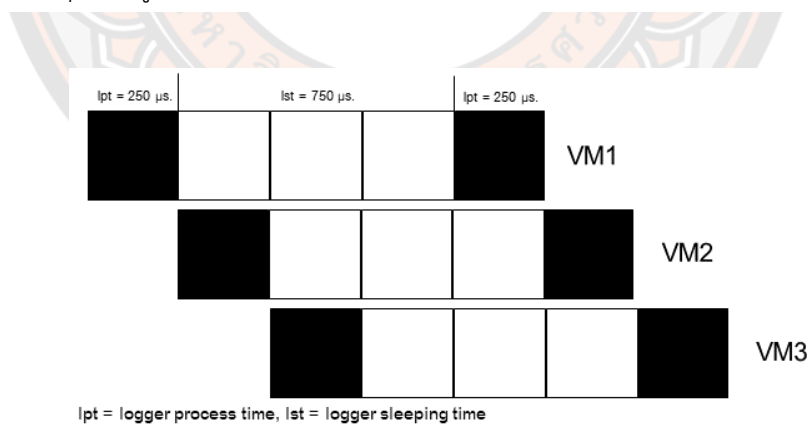 lpt = 250 µs.
lst = 750 µs.
lpt = 250 µs.
VM1
VM2
VM3
lpt = logger process time, lst = logger sleeping time